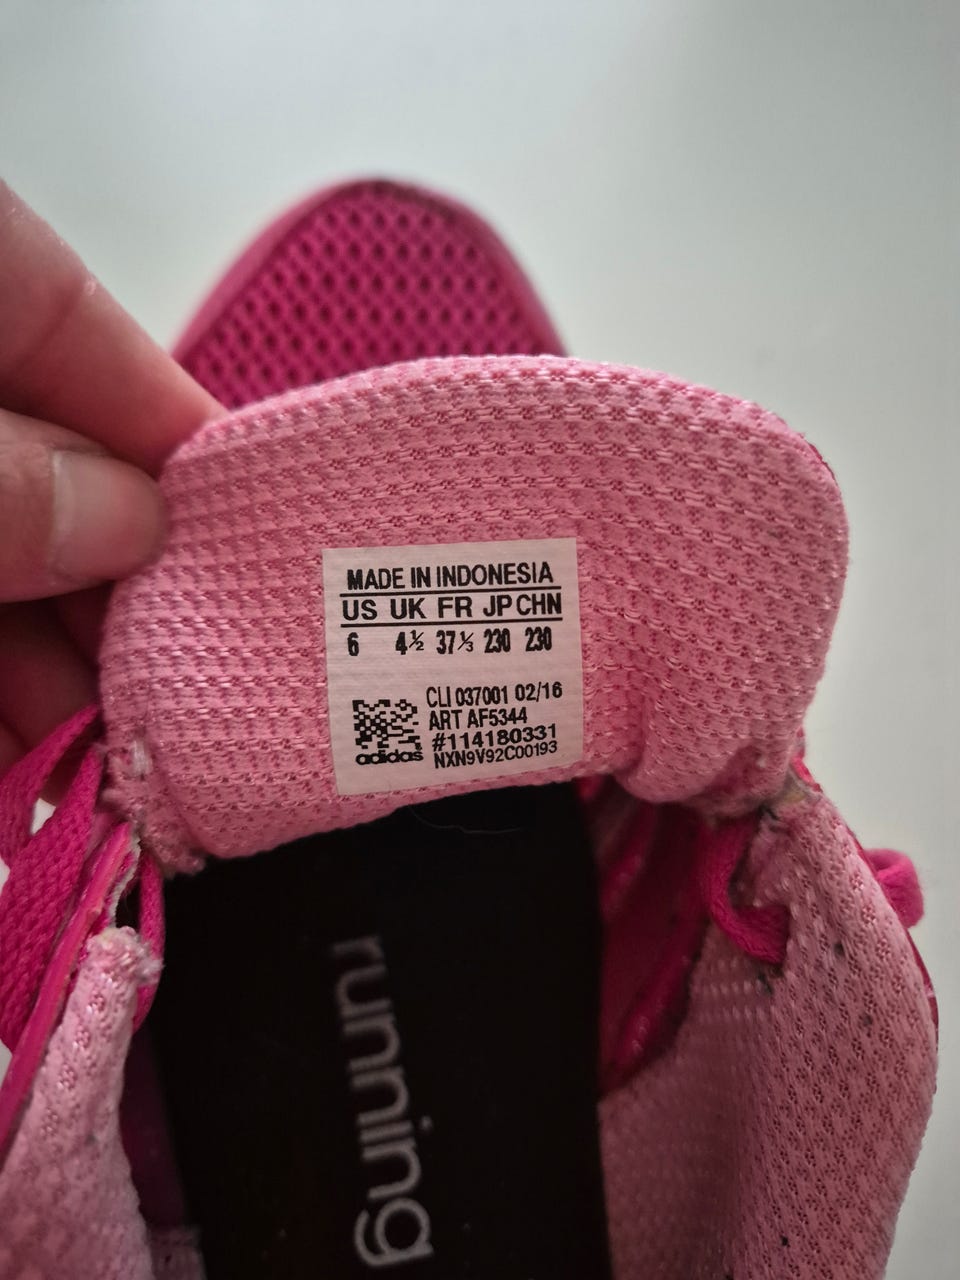 MADE IN INDONESIA
US UK FR JP CHN
6 4½ 37⅓ 230 230
CLI 037001 02/16
ART AF5344
#114180331
adidas NXN9V92C00193
running